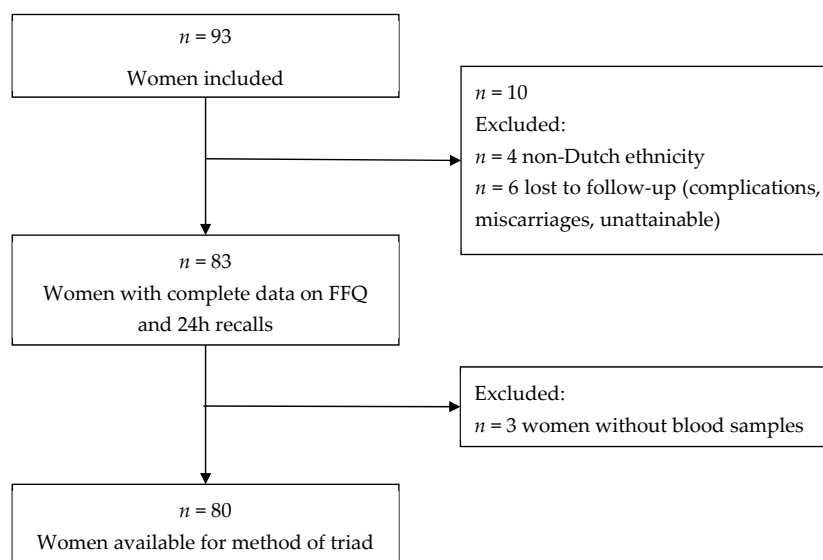 n = 93
Women included
n = 10
Excluded:
n = 4 non-Dutch ethnicity
n = 6 lost to follow-up (complications,
miscarriages, unattainable)
n = 83
Women with complete data on FFQ
and 24h recalls
Excluded:
n = 3 women without blood samples
n = 80
Women available for method of triad